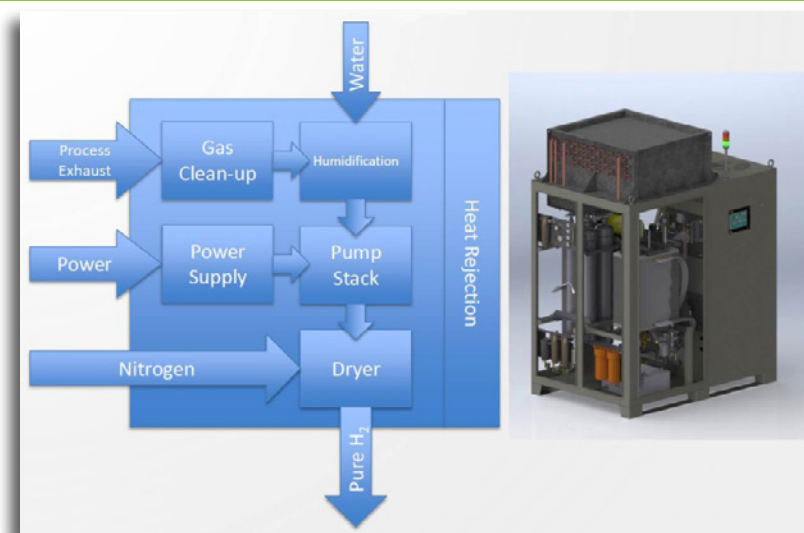 Water
Process
Exhaust
Gas
Clean-up
Humidification
Power
Power
Supply
Pump
Stack
Heat Rejection
Nitrogen
Dryer
Pure H₂